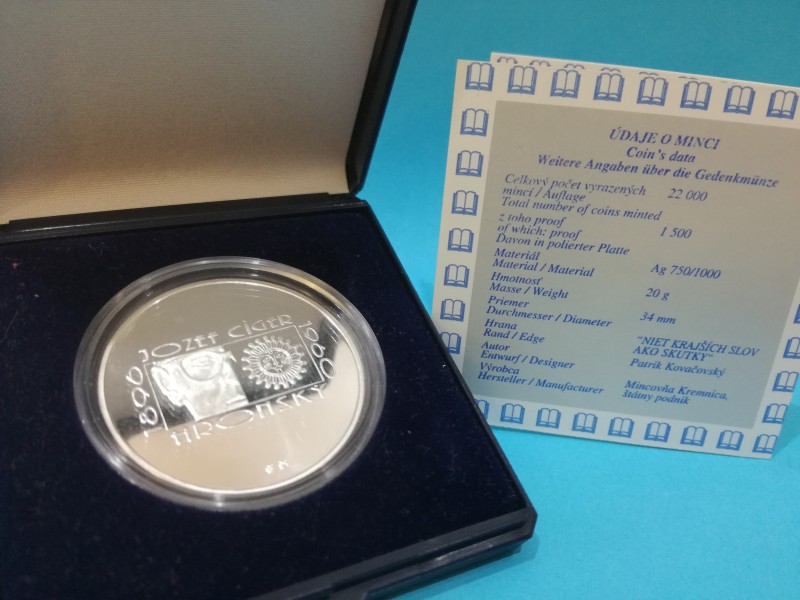 1896 JOZEF CÍGER 1960
HRONSKÝ
ÚDAJE O MINCI
Coin's data
Weitere Angaben über die Gedenkmünze
Celkový počet vyrazených
minci / Auflage 22 000
Total number of coins minted
z toho proof
of which: proof 1 500
Davon in polierter Platte
Materiál
Material / Material Ag 750/1000
Hmotnosť
Masse / Weight 20 g
Priemer
Durchmesser / Diameter 34 mm
Hrana
Rand / Edge "NIET KRAJŠÍCH SLOV
AKO SKUTKY"
Autor
Entwurf / Designer Patrik Kovačovský
Výrobca
Hersteller / Manufacturer Mincovňa Kremnica,
štátny podnik